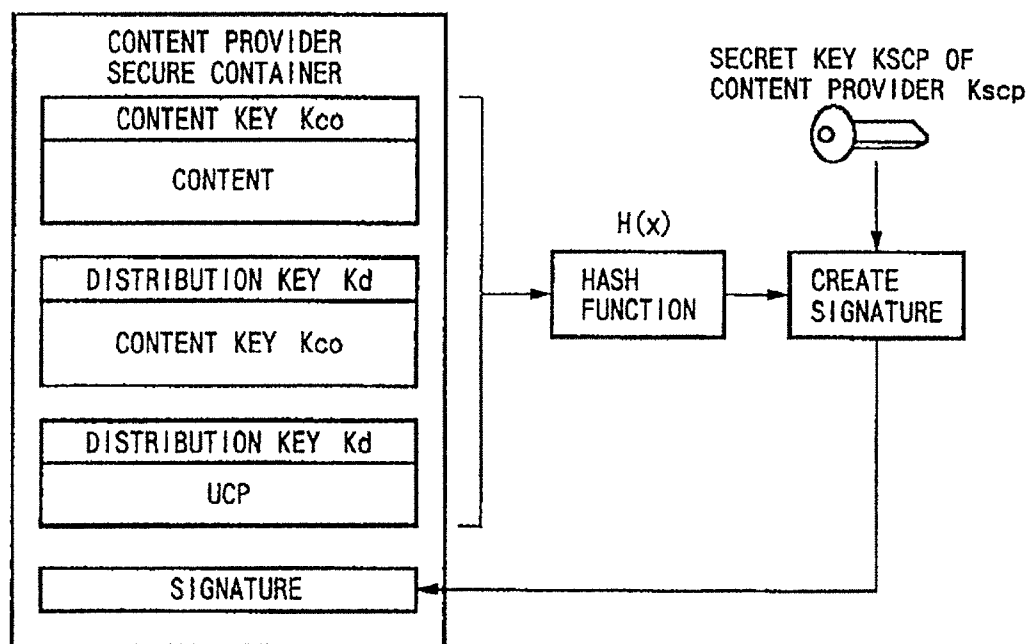 CONTENT PROVIDER
SECURE CONTAINER
CONTENT KEY Kco
CONTENT
DISTRIBUTION KEY Kd
CONTENT KEY Kco
DISTRIBUTION KEY Kd
UCP
SIGNATURE
H(x)
HASH
FUNCTION
SECRET KEY KSCP OF
CONTENT PROVIDER Kscp
CREATE
SIGNATURE